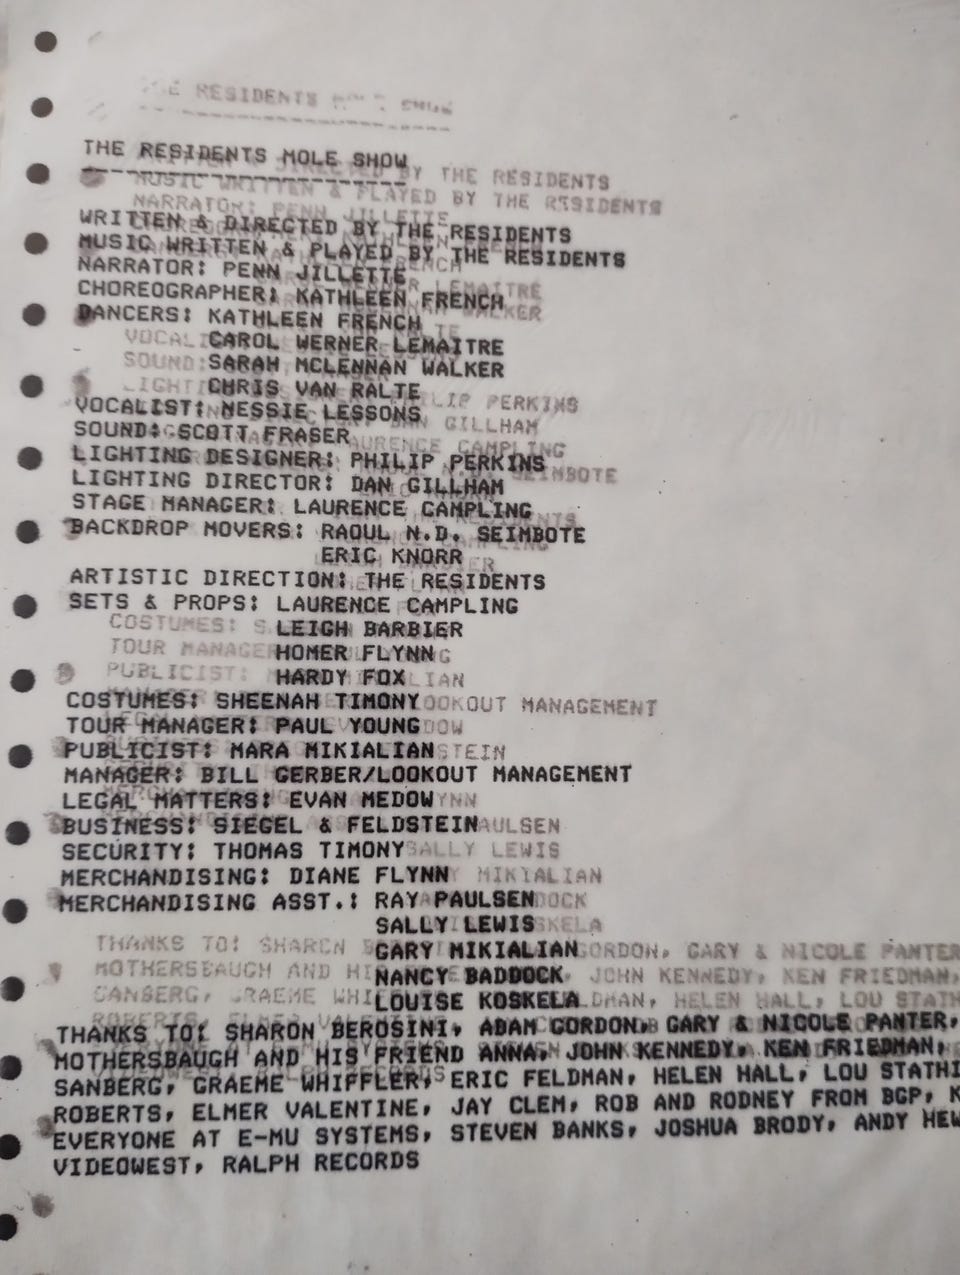 THE RESIDENTS MOLE SHOW
WRITTEN & DIRECTED BY THE RESIDENTS
MUSIC WRITTEN & PLAYED BY THE RESIDENTS
NARRATOR: PENN JILLETTE
CHOREOGRAPHER: KATHLEEN FRENCH
DANCERS: KATHLEEN FRENCH
CAROL WERNER LEMAITRE
SARAH MCLENNAN WALKER
CHRIS VAN RALTE
VOCALIST: NESSIE LESSONS
SOUND: SCOTT FRASER
LIGHTING DESIGNER: PHILIP PERKINS
LIGHTING DIRECTOR: DAN GILLHAM
STAGE MANAGER: LAURENCE CAMPLING
BACKDROP MOVERS: RAOUL N.D. SEIMBOTE
ERIC KNORR
ARTISTIC DIRECTION: THE RESIDENTS
SETS & PROPS: LAURENCE CAMPLING
LEIGH BARBIER
HOMER FLYNN
HARDY FOX
COSTUMES: SHEENAH TIMONY
TOUR MANAGER: PAUL YOUNG
PUBLICIST: MARA MIKIALIAN
MANAGER: BILL GERBER/LOOKOUT MANAGEMENT
LEGAL MATTERS: EVAN MEDOW
BUSINESS: SIEGEL & FELDSTEIN
SECURITY: THOMAS TIMONY
MERCHANDISING: DIANE FLYNN
MERCHANDISING ASST.: RAY PAULSEN
SALLY LEWIS
GARY MIKIALIAN
NANCY BADDOCK
LOUISE KOSKELA
THANKS TO: SHARON BEROSINI, ADAM GORDON, GARY & NICOLE PANTER,
MOTHERSBAUGH AND HIS FRIEND ANNA, JOHN KENNEDY, KEN FRIEDMAN,
SANBERG, GRAEME WHIFFLER, ERIC FELDMAN, HELEN HALL, LOU STATHI
ROBERTS, ELMER VALENTINE, JAY CLEM, ROB AND RODNEY FROM BGP, K
EVERYONE AT E-MU SYSTEMS, STEVEN BANKS, JOSHUA BRODY, ANDY HEW
VIDEOWEST, RALPH RECORDS